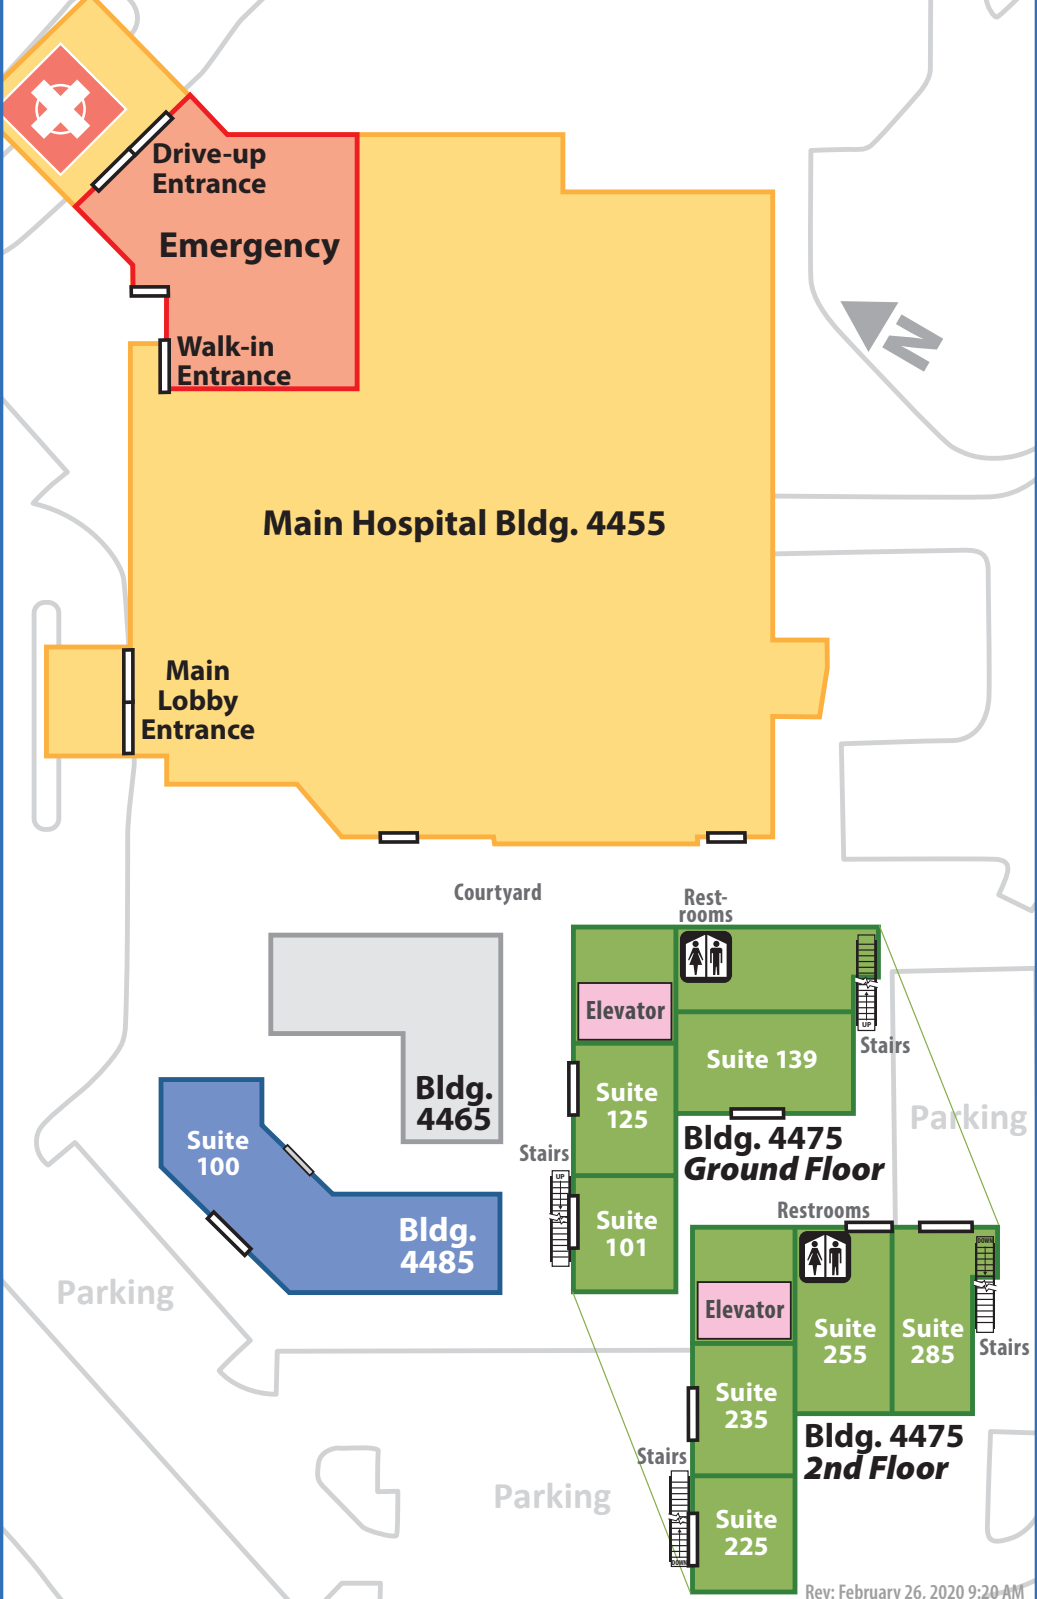 Drive-up
Entrance
Emergency
Walk-in
Entrance
N
Main Hospital Bldg. 4455
Main
Lobby
Entrance
Courtyard
Rest-
rooms
Elevator
UP
Stairs
Suite 139
Suite
125
Bldg.
4465
Parking
Bldg. 4475
Ground Floor
Suite
100
Stairs
UP
Suite
101
Restrooms
Bldg.
4485
DOWN
Parking
Elevator
Suite
255
Suite
285
Stairs
Suite
235
Bldg. 4475
2nd Floor
Stairs
Parking
Suite
225
DOWN
Rev: February 26, 2020 9:20 AM